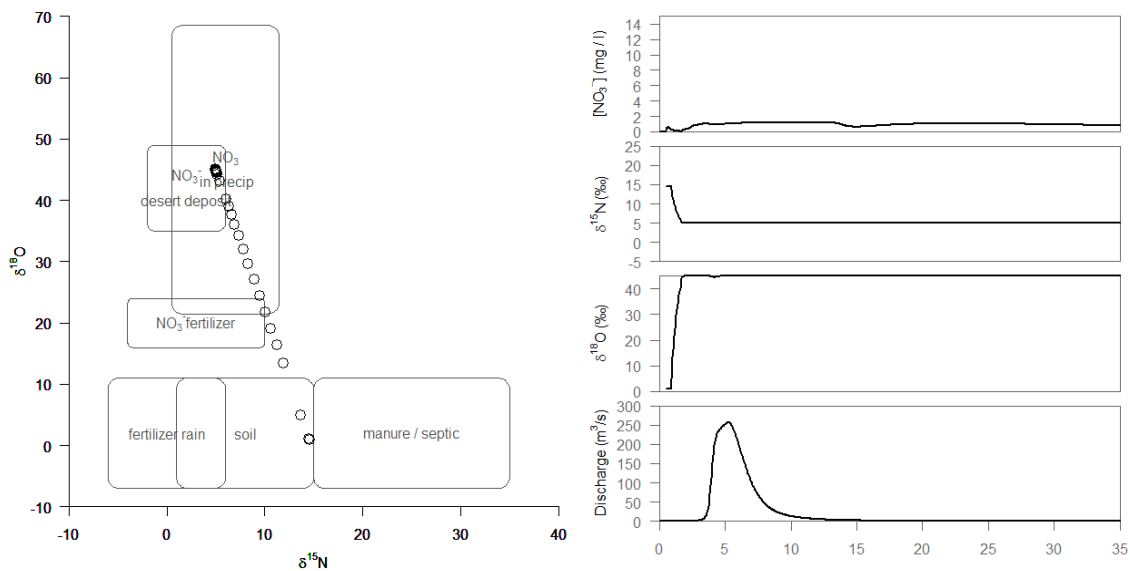 70
60
50
40
30
20
10
0
-10
δ¹⁸O
NO₃
NO₃⁻ in precip
desert deposit
NO₃⁻ fertilizer
fertilizer rain
soil
manure / septic
-10 0 10 20 30 40
δ¹⁵N
14
12
10
8
6
4
2
0
[NO₃⁻] (mg / l)
25
20
15
10
5
0
-5
δ¹⁵N (‰)
40
30
20
10
0
δ¹⁸O (‰)
300
250
200
150
100
50
0
Discharge (m³/s)
0 5 10 15 20 25 30 35